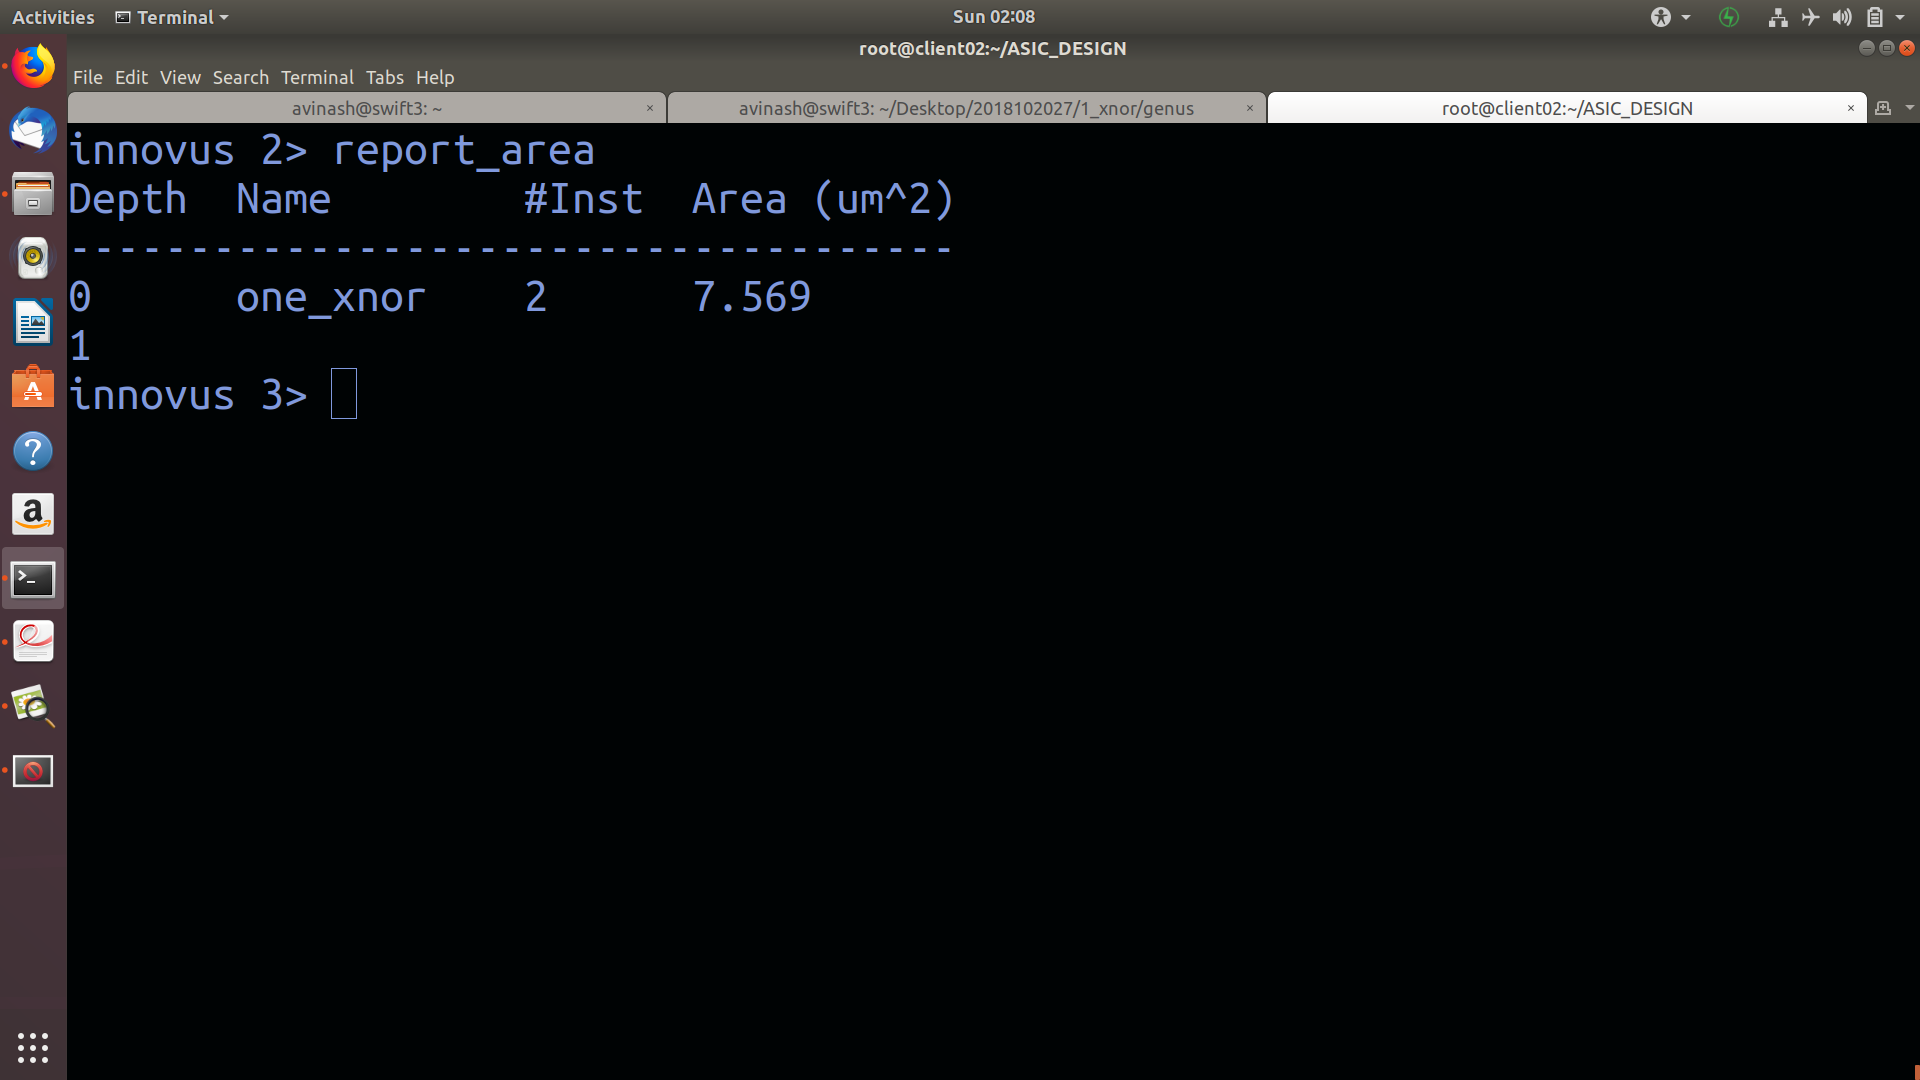 Activities Terminal Sun 02:08
root@client02:~/ASIC_DESIGN
File Edit View Search Terminal Tabs Help
avinash@swift3: ~ × avinash@swift3: ~/Desktop/2018102027/1_xnor/genus × root@client02:~/ASIC_DESIGN ×
innovus 2> report_area
Depth  Name        #Inst  Area (um^2)
-------------------------------------
0      one_xnor    2      7.569
1
innovus 3>